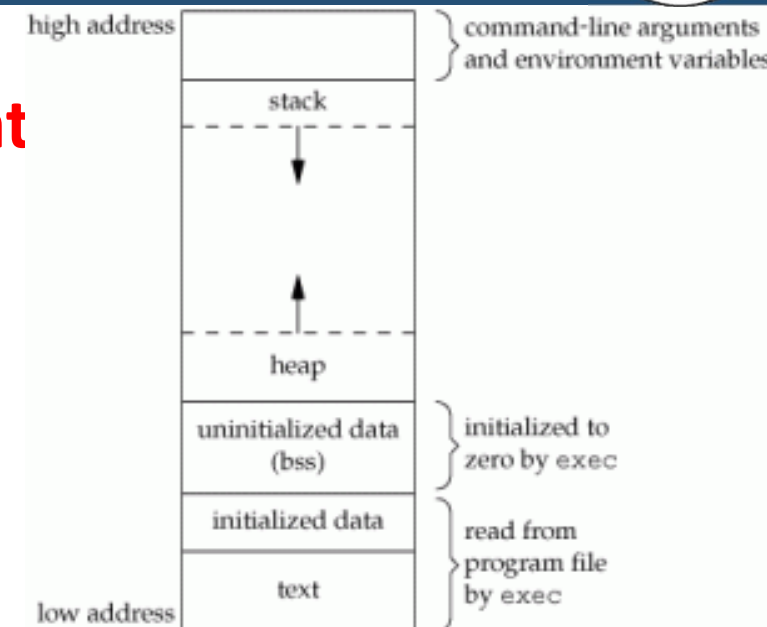 high address
command-line arguments
and environment variables
stack
heap
uninitialized data
(bss)
initialized to
zero by exec
initialized data
read from
program file
by exec
text
low address